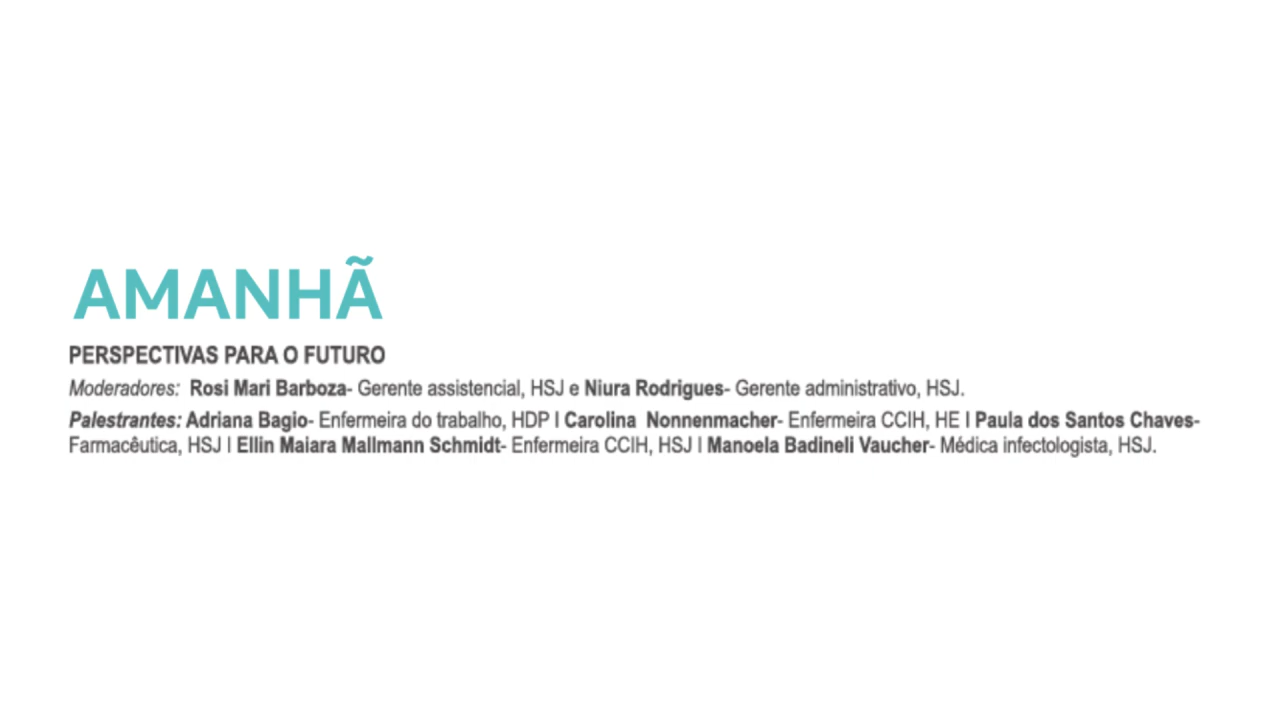 AMANHÃ
PERSPECTIVAS PARA O FUTURO
Moderadores: Rosi Mari Barboza- Gerente assistencial, HSJ e Niura Rodrigues- Gerente administrativo, HSJ.
Palestrantes: Adriana Bagio- Enfermeira do trabalho, HDP I Carolina Nonnenmacher- Enfermeira CCIH, HE I Paula dos Santos Chaves-
Farmacêutica, HSJ I Ellin Maiara Mallmann Schmidt- Enfermeira CCIH, HSJ I Manoela Badineli Vaucher- Médica infectologista, HSJ.